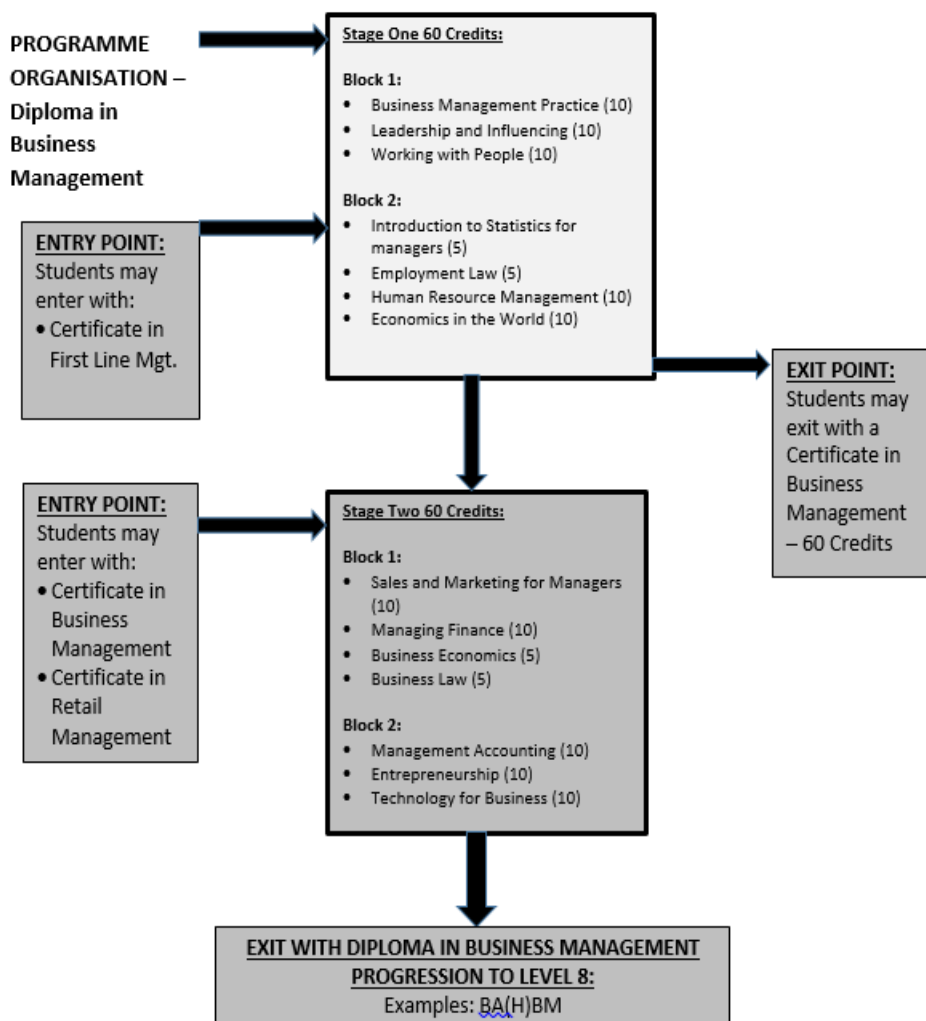 PROGRAMME
ORGANISATION –
Diploma in
Business
Management
Stage One 60 Credits:
Block 1:
• Business Management Practice (10)
• Leadership and Influencing (10)
• Working with People (10)
Block 2:
• Introduction to Statistics for
managers (5)
• Employment Law (5)
• Human Resource Management (10)
• Economics in the World (10)
ENTRY POINT:
Students may
enter with:
• Certificate in
First Line Mgt.
EXIT POINT:
Students may
exit with a
Certificate in
Business
Management
– 60 Credits
ENTRY POINT:
Students may
enter with:
• Certificate in
Business
Management
• Certificate in
Retail
Management
Stage Two 60 Credits:
Block 1:
• Sales and Marketing for Managers
(10)
• Managing Finance (10)
• Business Economics (5)
• Business Law (5)
Block 2:
• Management Accounting (10)
• Entrepreneurship (10)
• Technology for Business (10)
EXIT WITH DIPLOMA IN BUSINESS MANAGEMENT
PROGRESSION TO LEVEL 8:
Examples: BA(H)BM